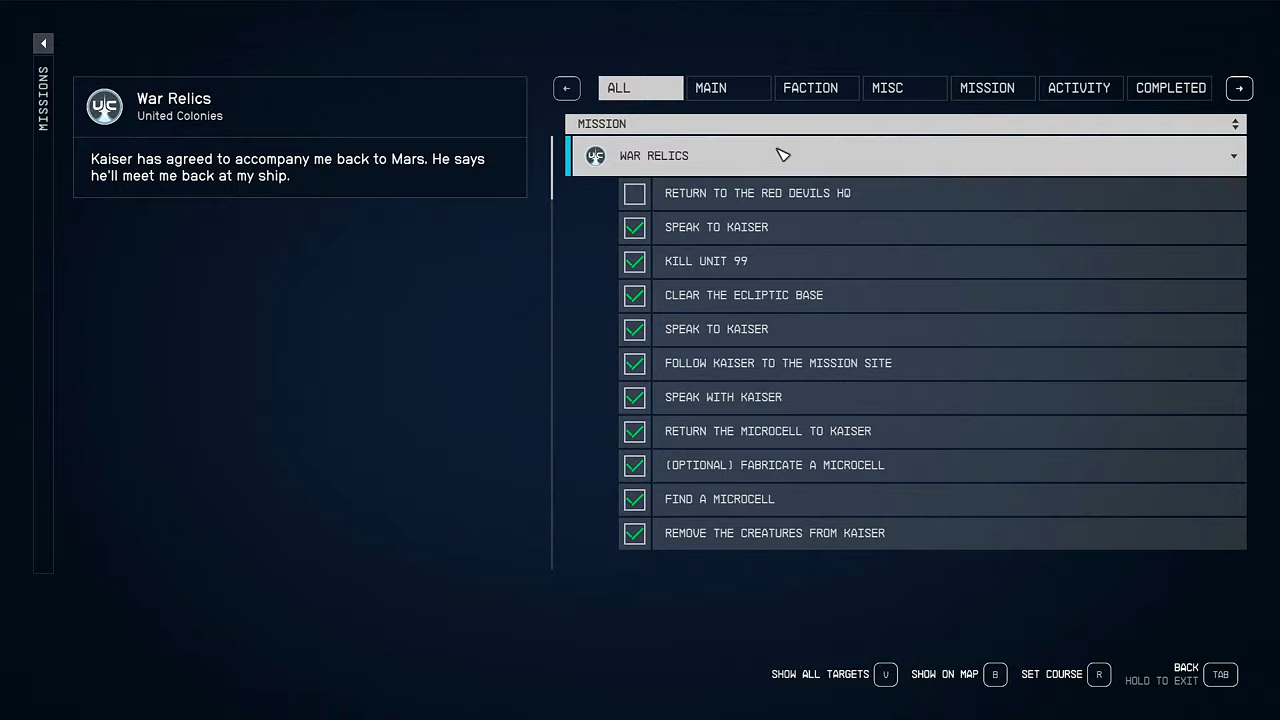 MISSIONS
UC
War Relics
United Colonies
Kaiser has agreed to accompany me back to Mars. He says
he'll meet me back at my ship.
ALL
MAIN
FACTION
MISC
MISSION
ACTIVITY
COMPLETED
MISSION
UC
WAR RELICS
RETURN TO THE RED DEVILS HQ
SPEAK TO KAISER
KILL UNIT 99
CLEAR THE ECLIPTIC BASE
SPEAK TO KAISER
FOLLOW KAISER TO THE MISSION SITE
SPEAK WITH KAISER
RETURN THE MICROCELL TO KAISER
(OPTIONAL) FABRICATE A MICROCELL
FIND A MICROCELL
REMOVE THE CREATURES FROM KAISER
SHOW ALL TARGETS V
SHOW ON MAP B
SET COURSE R
BACK
HOLD TO EXIT
TAB